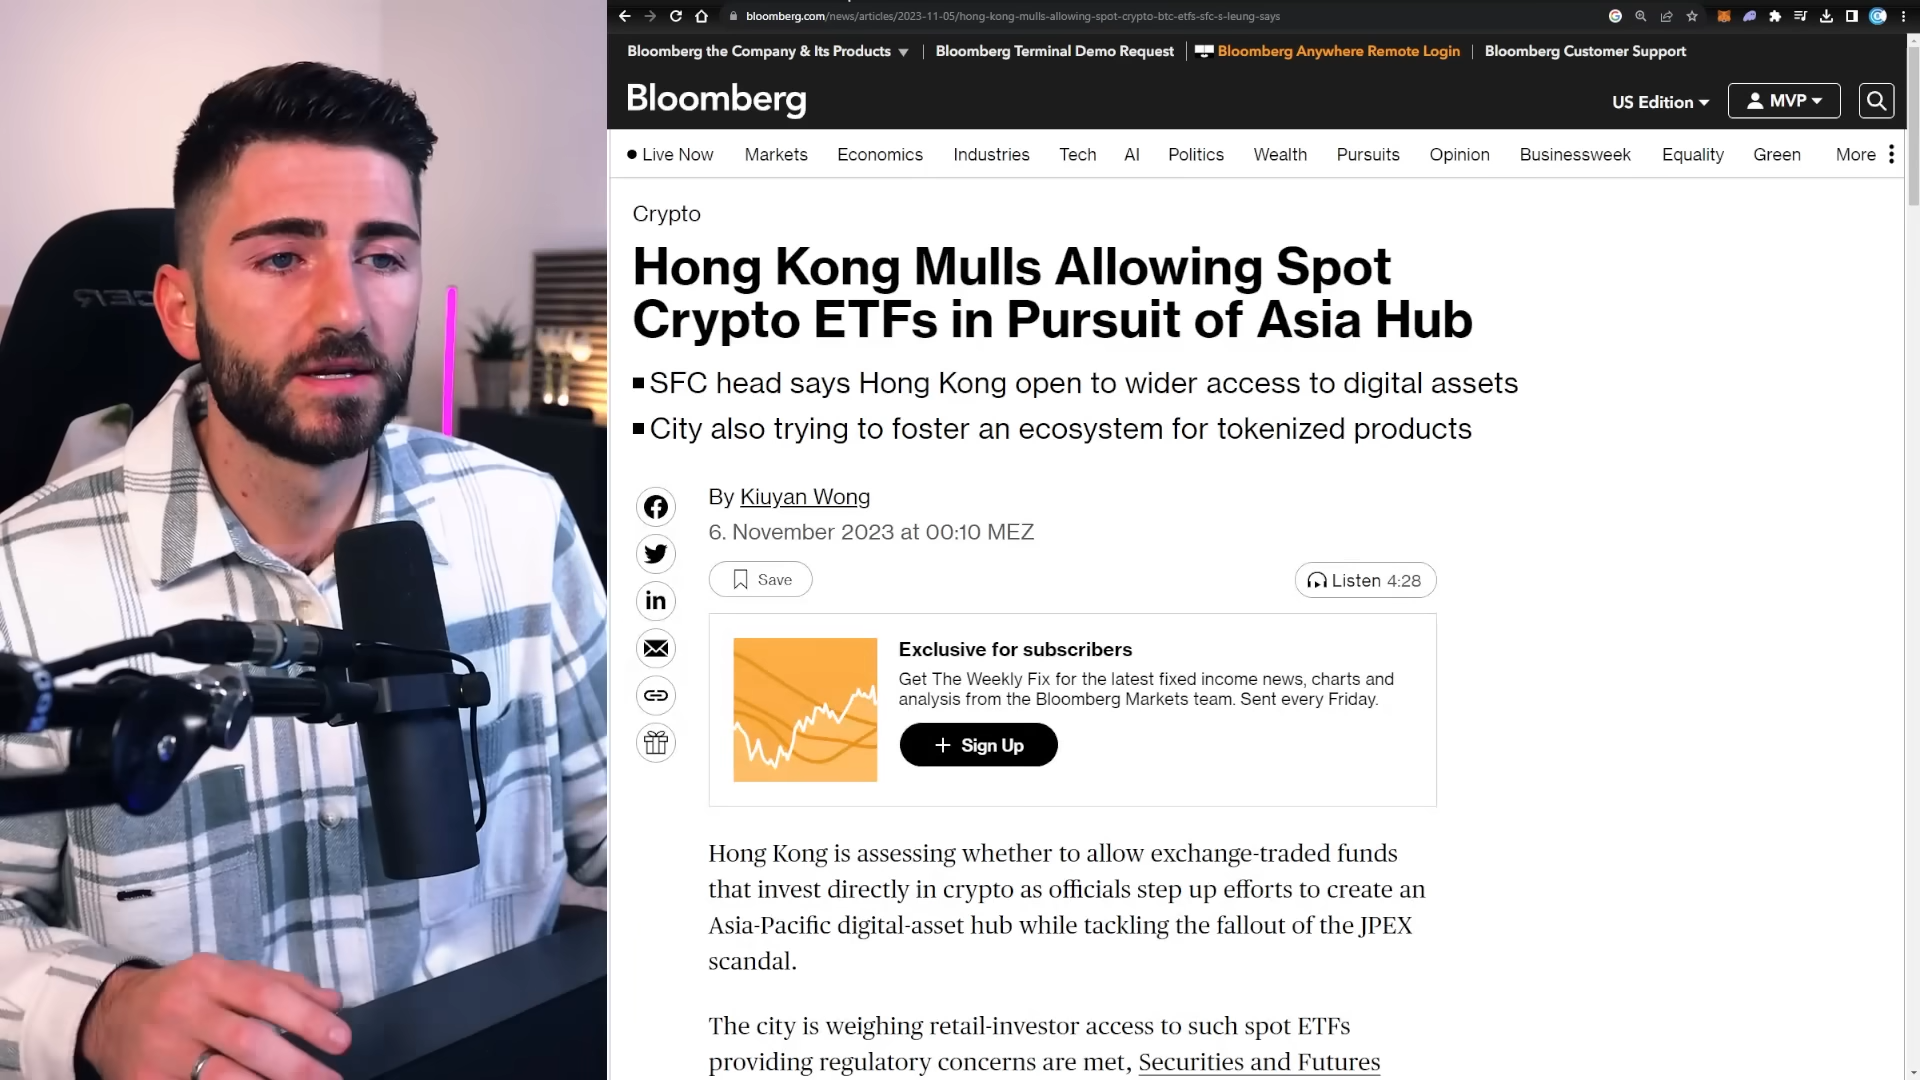 bloomberg.com/news/articles/2023-11-05/hong-kong-mulls-allowing-spot-crypto-btc-etfs-sfc-s-leung-says
Bloomberg the Company & Its Products Bloomberg Terminal Demo Request Bloomberg Anywhere Remote Login Bloomberg Customer Support
Bloomberg
US Edition MVP
Live Now Markets Economics Industries Tech AI Politics Wealth Pursuits Opinion Businessweek Equality Green More
Crypto
Hong Kong Mulls Allowing Spot
Crypto ETFs in Pursuit of Asia Hub
SFC head says Hong Kong open to wider access to digital assets
City also trying to foster an ecosystem for tokenized products
By Kiuyan Wong
6. November 2023 at 00:10 MEZ
Save
Listen 4:28
Exclusive for subscribers
Get The Weekly Fix for the latest fixed income news, charts and
analysis from the Bloomberg Markets team. Sent every Friday.
+ Sign Up
Hong Kong is assessing whether to allow exchange-traded funds
that invest directly in crypto as officials step up efforts to create an
Asia-Pacific digital-asset hub while tackling the fallout of the JPEX
scandal.
The city is weighing retail-investor access to such spot ETFs
providing regulatory concerns are met, Securities and Futures